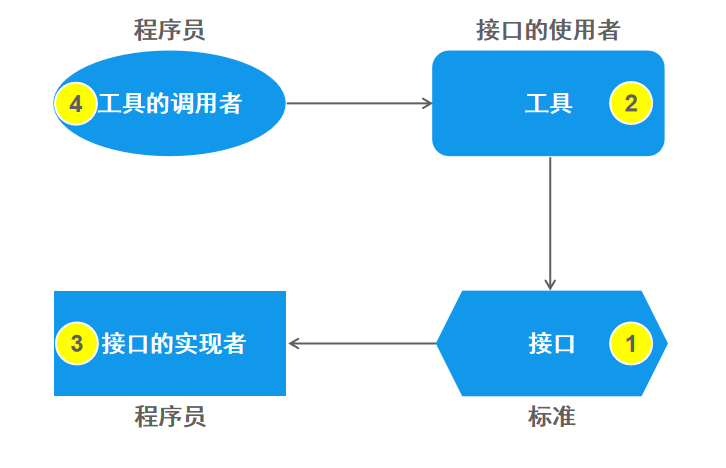 程序员
接口的使用者
4 工具的调用者
工具 2
3 接口的实现者
接口 1
程序员
标准